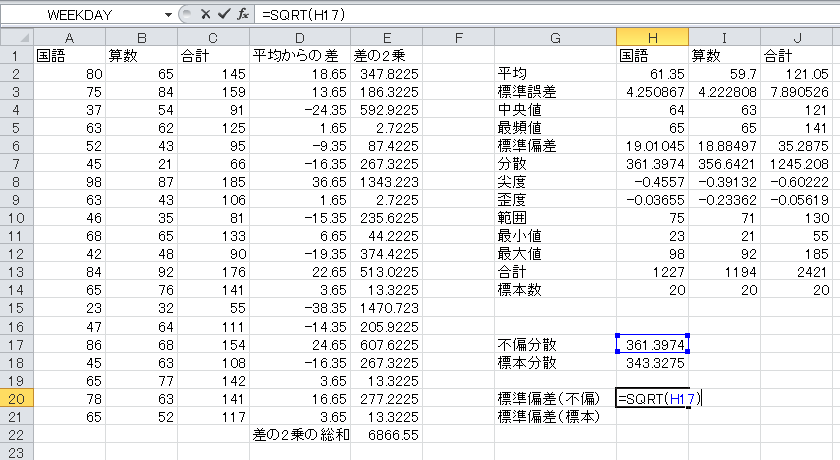 WEEKDAY =SQRT(H17)
A B C D E F G H I J
1 国語 算数 合計 平均からの差 差の2乗 国語 算数 合計
2 80 65 145 18.65 347.8225 平均 61.35 59.7 121.05
3 75 84 159 13.65 186.3225 標準誤差 4.250867 4.222808 7.890526
4 37 54 91 -24.35 592.9225 中央値 64 63 121
5 63 62 125 1.65 2.7225 最頻値 65 65 141
6 52 43 95 -9.35 87.4225 標準偏差 19.01045 18.88497 35.2875
7 45 21 66 -16.35 267.3225 分散 361.3974 356.6421 1245.208
8 98 87 185 36.65 1343.223 尖度 -0.4557 -0.39132 -0.60222
9 63 43 106 1.65 2.7225 歪度 -0.03655 -0.23362 -0.05619
10 46 35 81 -15.35 235.6225 範囲 75 71 130
11 68 65 133 6.65 44.2225 最小値 23 21 55
12 42 48 90 -19.35 374.4225 最大値 98 92 185
13 84 92 176 22.65 513.0225 合計 1227 1194 2421
14 65 76 141 3.65 13.3225 標本数 20 20 20
15 23 32 55 -38.35 1470.723
16 47 64 111 -14.35 205.9225
17 86 68 154 24.65 607.6225 不偏分散 361.3974
18 45 63 108 -16.35 267.3225 標本分散 343.3275
19 65 77 142 3.65 13.3225
20 78 63 141 16.65 277.2225 標準偏差(不偏) =SQRT(H17)
21 65 52 117 3.65 13.3225 標準偏差(標本)
22 差の2乗の総和 6866.55
23